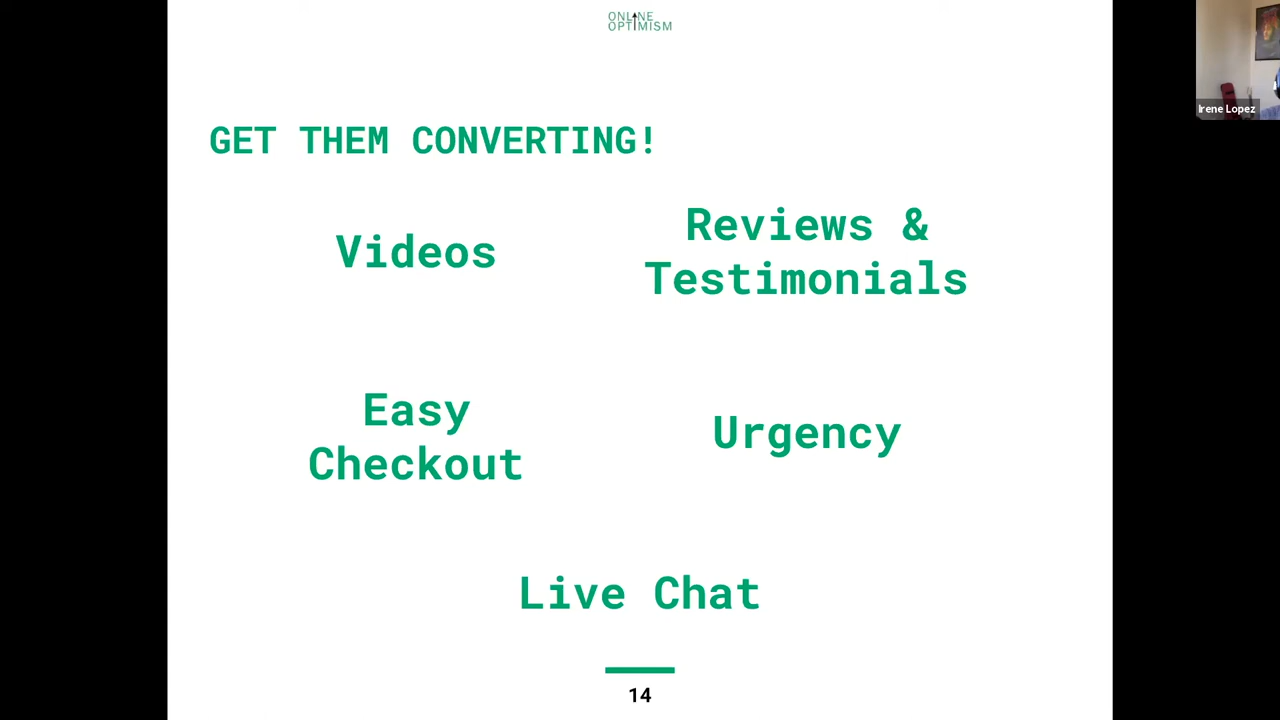 ONLINE
OPTIMISM
Irene Lopez
GET THEM CONVERTING!
Videos
Reviews &
Testimonials
Easy
Checkout
Urgency
Live Chat
14